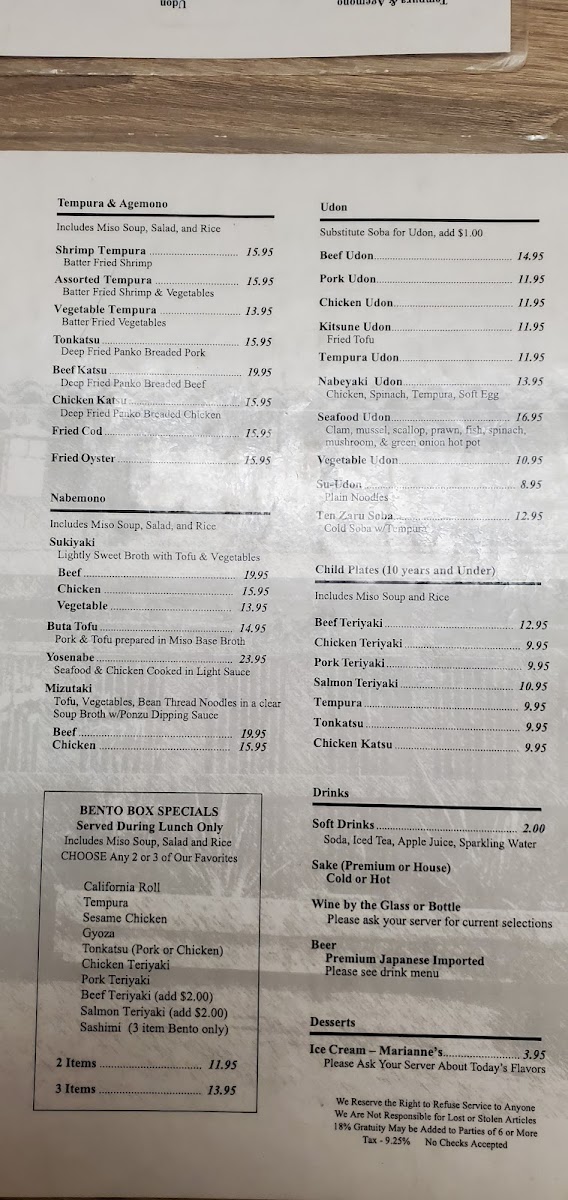 Udon
Tempura & Agemono
Tempura & Agemono
Includes Miso Soup, Salad, and Rice
Shrimp Tempura ........ 15.95
Batter Fried Shrimp
Assorted Tempura ........ 15.95
Batter Fried Shrimp & Vegetables
Vegetable Tempura ........ 13.95
Batter Fried Vegetables
Tonkatsu ........ 15.95
Deep Fried Panko Breaded Pork
Beef Katsu ........ 19.95
Deep Fried Panko Breaded Beef
Chicken Katsu ........ 15.95
Deep Fried Panko Breaded Chicken
Fried Cod ........ 15.95
Fried Oyster ........ 15.95
Nabemono
Includes Miso Soup, Salad, and Rice
Sukiyaki
Lightly Sweet Broth with Tofu & Vegetables
Beef ........ 19.95
Chicken ........ 15.95
Vegetable ........ 13.95
Buta Tofu ........ 14.95
Pork & Tofu prepared in Miso Base Broth
Yosenabe ........ 23.95
Seafood & Chicken Cooked in Light Sauce
Mizutaki
Tofu, Vegetables, Bean Thread Noodles in a clear
Soup Broth w/Ponzu Dipping Sauce
Beef ........ 19.95
Chicken ........ 15.95
BENTO BOX SPECIALS
Served During Lunch Only
Includes Miso Soup, Salad and Rice
CHOOSE Any 2 or 3 of Our Favorites
California Roll
Tempura
Sesame Chicken
Gyoza
Tonkatsu (Pork or Chicken)
Chicken Teriyaki
Pork Teriyaki
Beef Teriyaki (add $2.00)
Salmon Teriyaki (add $2.00)
Sashimi (3 item Bento only)
2 Items ........ 11.95
3 Items ........ 13.95
Udon
Substitute Soba for Udon, add $1.00
Beef Udon ........ 14.95
Pork Udon ........ 11.95
Chicken Udon ........ 11.95
Kitsune Udon ........ 11.95
Fried Tofu
Tempura Udon ........ 11.95
Nabeyaki Udon ........ 13.95
Chicken, Spinach, Tempura, Soft Egg
Seafood Udon ........ 16.95
Clam, mussel, scallop, prawn, fish, spinach,
mushroom, & green onion hot pot
Vegetable Udon ........ 10.95
Su-Udon ........ 8.95
Plain Noodles
Ten Zaru Soba ........ 12.95
Cold Soba w/Tempura
Child Plates (10 years and Under)
Includes Miso Soup and Rice
Beef Teriyaki ........ 12.95
Chicken Teriyaki ........ 9.95
Pork Teriyaki ........ 9.95
Salmon Teriyaki ........ 10.95
Tempura ........ 9.95
Tonkatsu ........ 9.95
Chicken Katsu ........ 9.95
Drinks
Soft Drinks ........ 2.00
Soda, Iced Tea, Apple Juice, Sparkling Water
Sake (Premium or House)
Cold or Hot
Wine by the Glass or Bottle
Please ask your server for current selections
Beer
Premium Japanese Imported
Please see drink menu
Desserts
Ice Cream – Marianne's ........ 3.95
Please Ask Your Server About Today's Flavors
We Reserve the Right to Refuse Service to Anyone
We Are Not Responsible for Lost or Stolen Articles
18% Gratuity May be Added to Parties of 6 or More
Tax - 9.25% No Checks Accepted